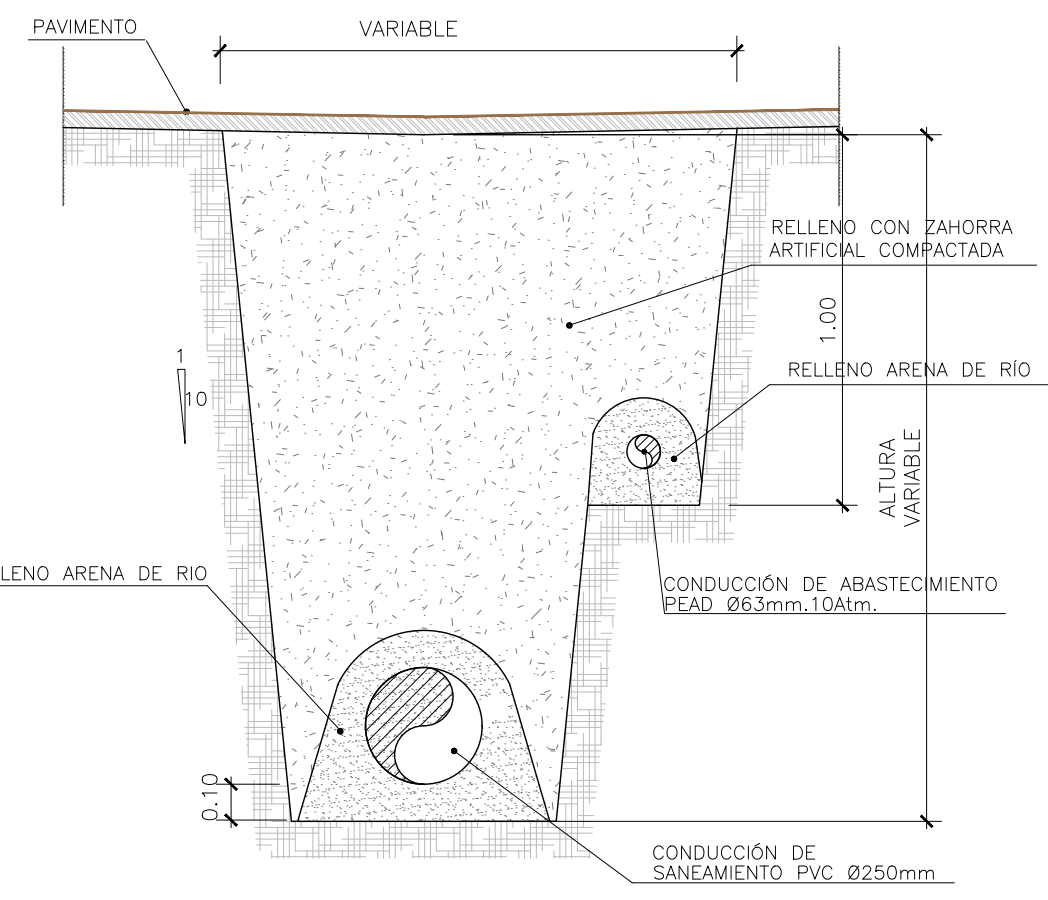 PAVIMENTO
VARIABLE
RELLENO CON ZAHORRA
ARTIFICIAL COMPACTADA
1.00
1
10
RELLENO ARENA DE RÍO
ALTURA
VARIABLE
LENO ARENA DE RIO
CONDUCCIÓN DE ABASTECIMIENTO
PEAD Ø63mm.10Atm.
0.10
CONDUCCIÓN DE
SANEAMIENTO PVC Ø250mm